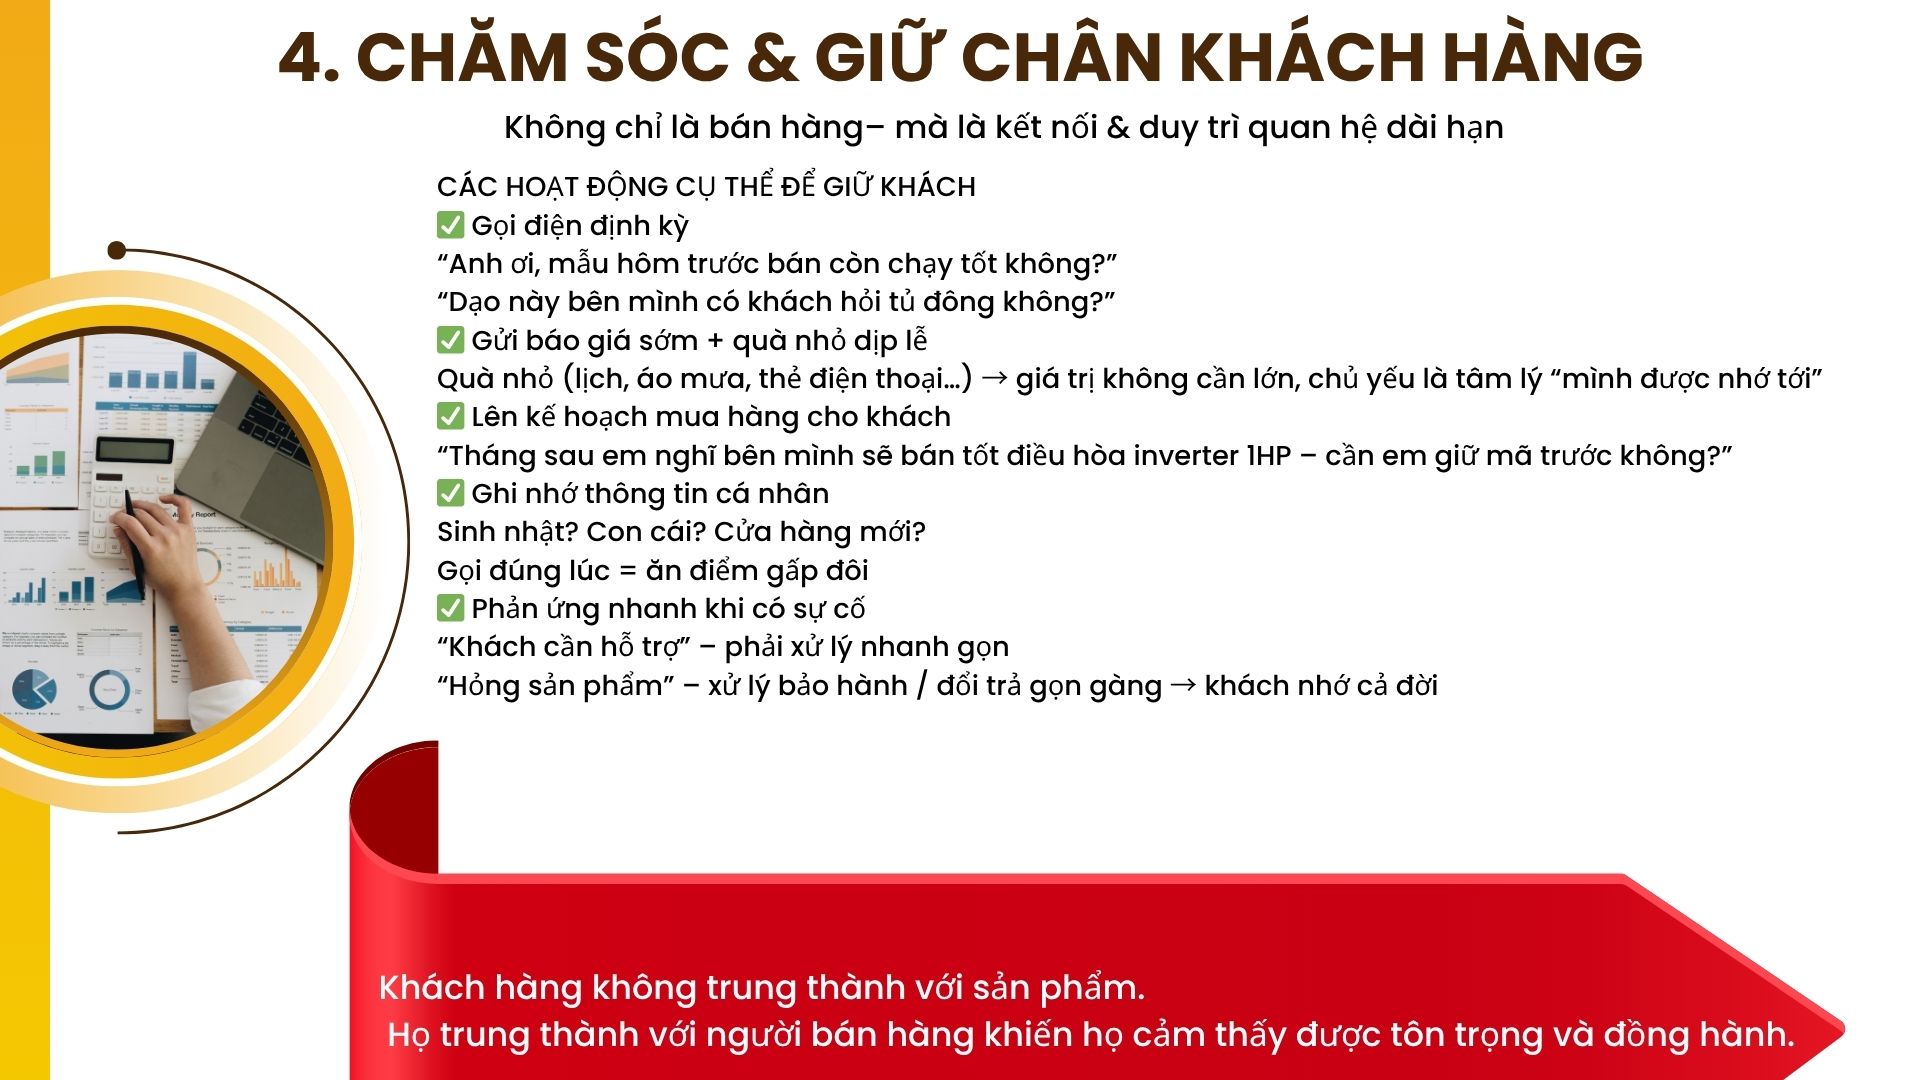 4. CHĂM SÓC & GIỮ CHÂN KHÁCH HÀNG
Không chỉ là bán hàng– mà là kết nối & duy trì quan hệ dài hạn
CÁC HOẠT ĐỘNG CỤ THỂ ĐỂ GIỮ KHÁCH
✅ Gọi điện định kỳ
“Anh ơi, mẫu hôm trước bán còn chạy tốt không?”
“Dạo này bên mình có khách hỏi tủ đông không?”
✅ Gửi báo giá sớm + quà nhỏ dịp lễ
Quà nhỏ (lịch, áo mưa, thẻ điện thoại…) → giá trị không cần lớn, chủ yếu là tâm lý “mình được nhớ tới”
✅ Lên kế hoạch mua hàng cho khách
“Tháng sau em nghĩ bên mình sẽ bán tốt điều hòa inverter 1HP – cần em giữ mã trước không?”
✅ Ghi nhớ thông tin cá nhân
Sinh nhật? Con cái? Cửa hàng mới?
Gọi đúng lúc = ăn điểm gấp đôi
✅ Phản ứng nhanh khi có sự cố
“Khách cần hỗ trợ” – phải xử lý nhanh gọn
“Hỏng sản phẩm” – xử lý bảo hành / đổi trả gọn gàng → khách nhớ cả đời
Khách hàng không trung thành với sản phẩm.
Họ trung thành với người bán hàng khiến họ cảm thấy được tôn trọng và đồng hành.